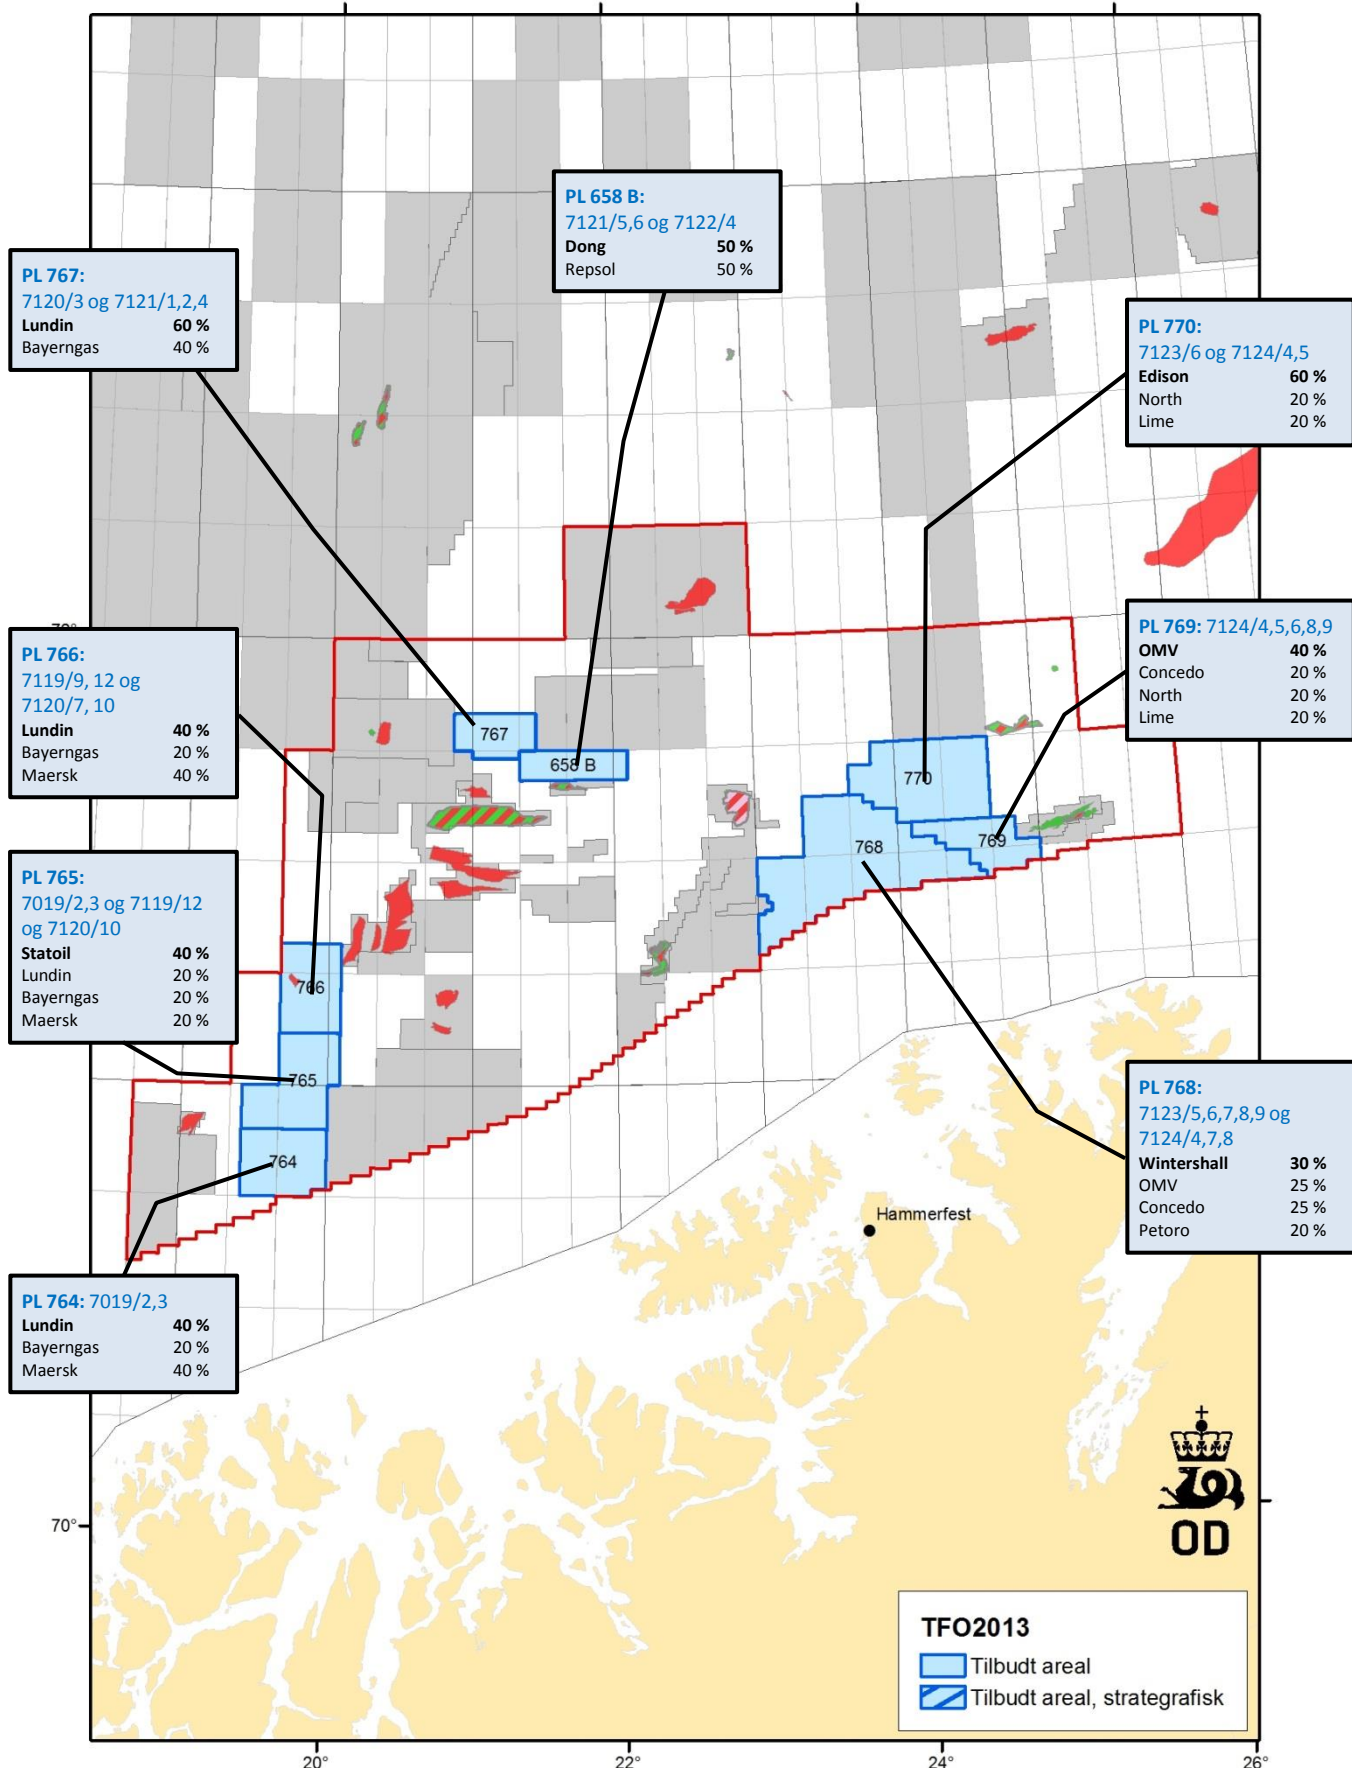 PL 658 B:
7121/5,6 og 7122/4
Dong 50 %
Repsol 50 %
PL 767:
7120/3 og 7121/1,2,4
Lundin 60 %
Bayerngas 40 %
PL 770:
7123/6 og 7124/4,5
Edison 60 %
North 20 %
Lime 20 %
PL 766:
7119/9, 12 og
7120/7, 10
Lundin 40 %
Bayerngas 20 %
Maersk 40 %
PL 769: 7124/4,5,6,8,9
OMV 40 %
Concedo 20 %
North 20 %
Lime 20 %
767
658 B
770
768
769
PL 765:
7019/2,3 og 7119/12
og 7120/10
Statoil 40 %
Lundin 20 %
Bayerngas 20 %
Maersk 20 %
766
765
764
PL 768:
7123/5,6,7,8,9 og
7124/4,7,8
Wintershall 30 %
OMV 25 %
Concedo 25 %
Petoro 20 %
Hammerfest
PL 764: 7019/2,3
Lundin 40 %
Bayerngas 20 %
Maersk 40 %
70°
OD
TFO2013
Tilbudt areal
Tilbudt areal, strategrafisk
20° 22° 24° 26°